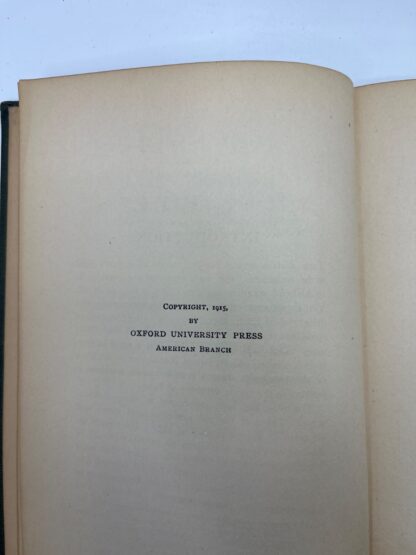 Copyright, 1915,
BY
OXFORD UNIVERSITY PRESS
American Branch